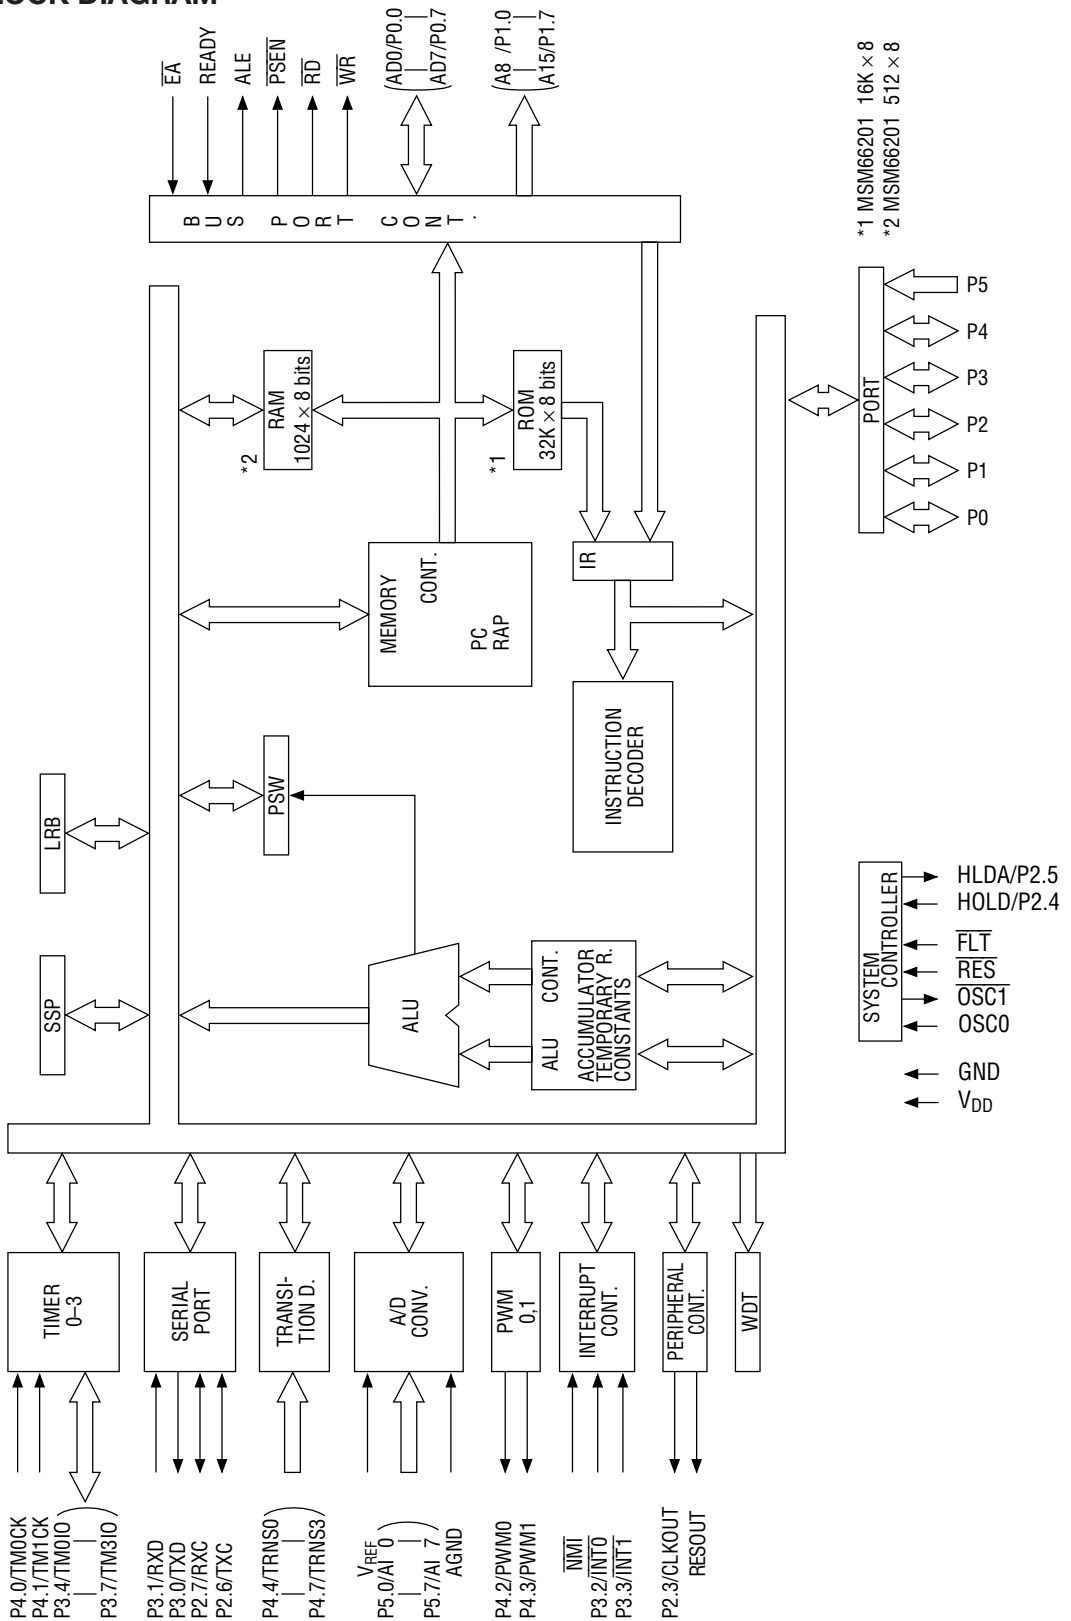 BLOCK DIAGRAM
EA
READY
ALE
PSEN
RD
WR
AD0/P0.0
AD7/P0.7
A8 /P1.0
A15/P1.7
BUS PORT CONT.
*1 MSM66201 16K × 8
*2 MSM66201 512 × 8
RAM
1024 × 8 bits
*2
ROM
32K × 8 bits
*1
MEMORY
CONT.
PC
RAP
IR
INSTRUCTION
DECODER
PORT
P5
P4
P3
P2
P1
P0
LRB
SSP
PSW
ALU
ALU CONT.
ACCUMULATOR
TEMPORARY R.
CONSTANTS
SYSTEM
CONTROLLER
HLDA/P2.5
HOLD/P2.4
FLT
RES
OSC1
OSC0
GND
VDD
TIMER
0–3
SERIAL
PORT
TRANSI-
TION D.
A/D
CONV.
PWM
0,1
INTERRUPT
CONT.
PERIPHERAL
CONT.
WDT
P4.0/TM0CK
P4.1/TM1CK
P3.4/TM0IO
P3.7/TM3IO
P3.1/RXD
P3.0/TXD
P2.7/RXC
P2.6/TXC
P4.4/TRNS0
P4.7/TRNS3
VREF
P5.0/AI 0
P5.7/AI 7
AGND
P4.2/PWM0
P4.3/PWM1
NMI
P3.2/INT0
P3.3/INT1
P2.3/CLKOUT
RESOUT